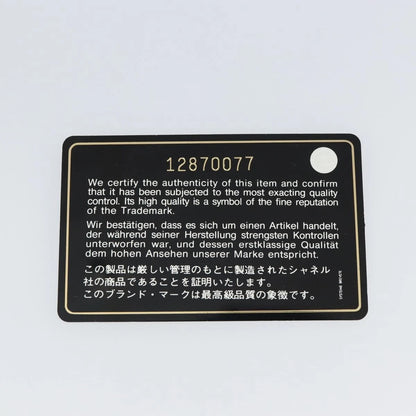 12870077
We certify the authenticity of this item and confirm
that it has been subjected to the most exacting quality
control. Its high quality is a symbol of the fine reputation
of the Trademark.
Wir bestätigen, dass es sich um einen Artikel handelt,
der während seiner Herstellung strengsten Kontrollen
unterworfen war, und dessen erstklassige Qualität
dem hohen Ansehen unserer Marke entspricht.
この製品は厳しい管理のもとに製造されたシャネル
社の商品であることを証明いたします。
このブランド・マークは最高級品質の象徴です。